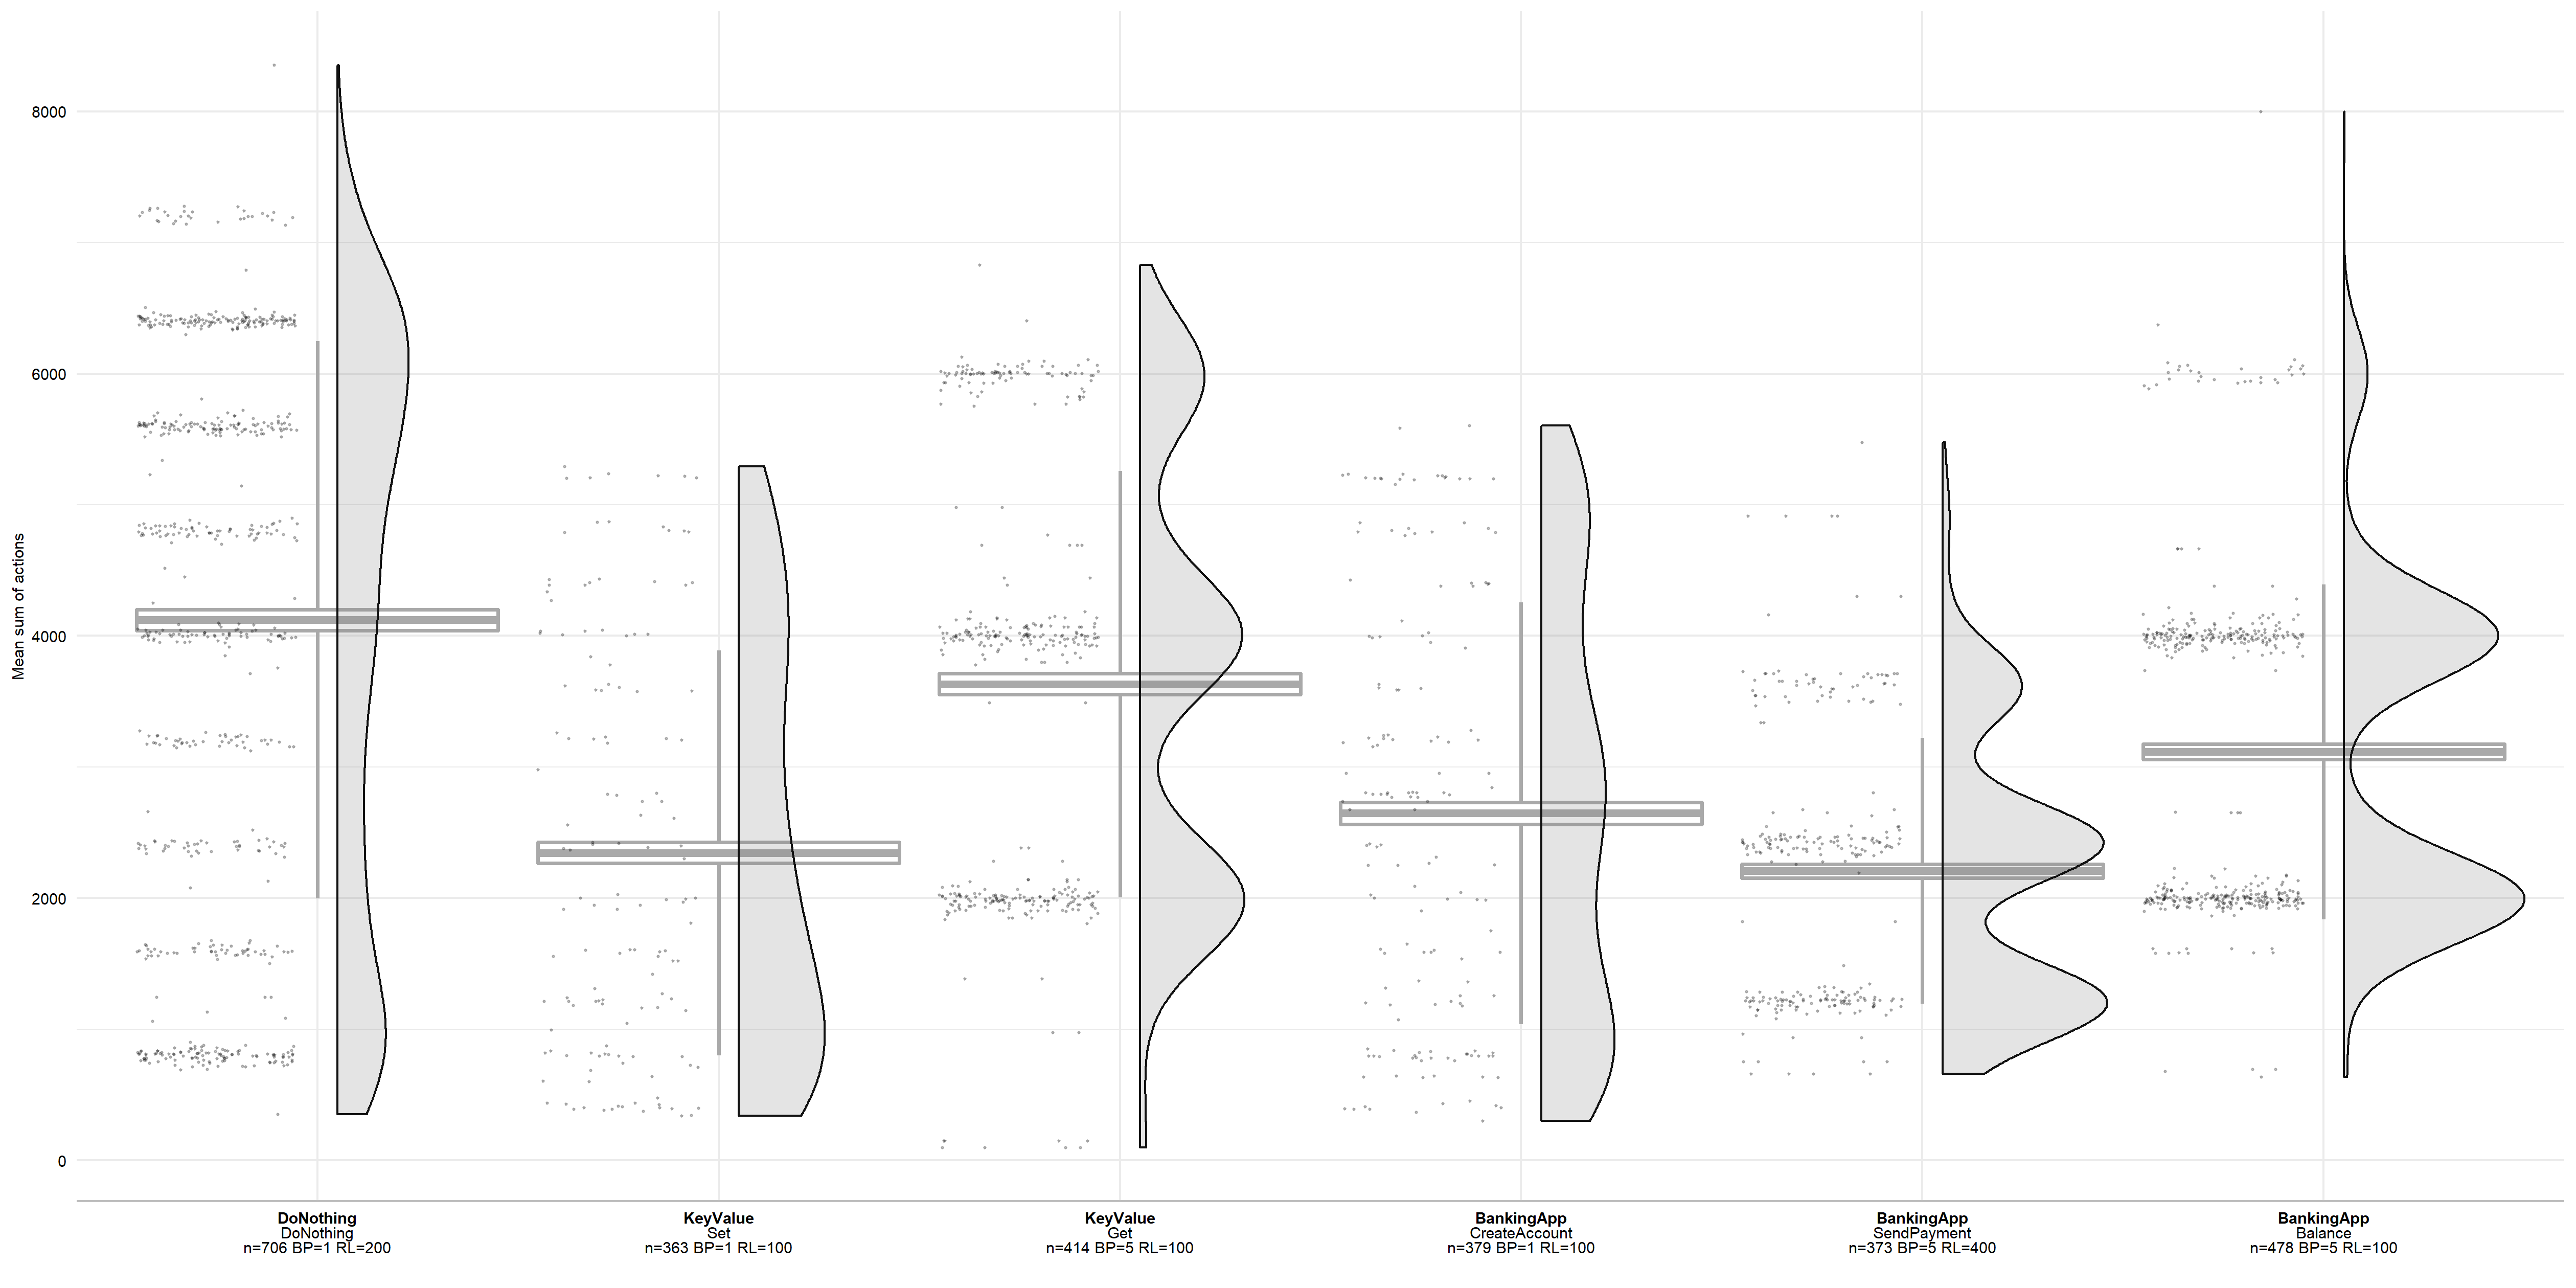 Mean sum of actions
8000
6000
4000
2000
0
DoNothing
DoNothing
n=706 BP=1 RL=200
KeyValue
Set
n=363 BP=1 RL=100
KeyValue
Get
n=414 BP=5 RL=100
BankingApp
CreateAccount
n=379 BP=1 RL=100
BankingApp
SendPayment
n=373 BP=5 RL=400
BankingApp
Balance
n=478 BP=5 RL=100